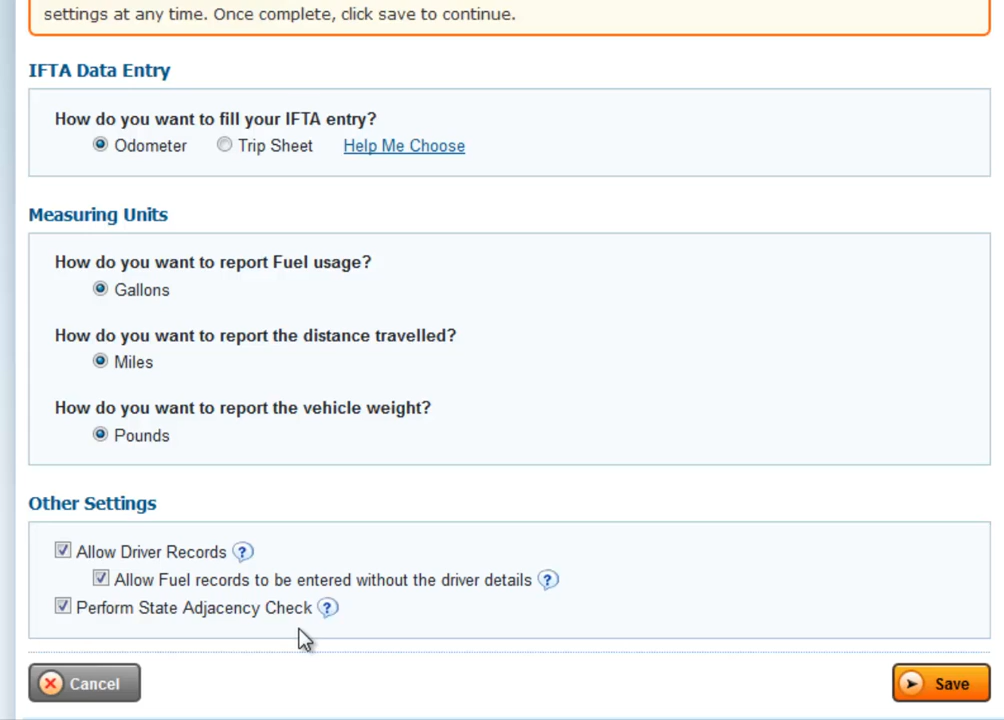 settings at any time. Once complete, click save to continue.
IFTA Data Entry
How do you want to fill your IFTA entry?
Odometer Trip Sheet Help Me Choose
Measuring Units
How do you want to report Fuel usage?
Gallons
How do you want to report the distance travelled?
Miles
How do you want to report the vehicle weight?
Pounds
Other Settings
Allow Driver Records ?
Allow Fuel records to be entered without the driver details ?
Perform State Adjacency Check ?
Cancel Save